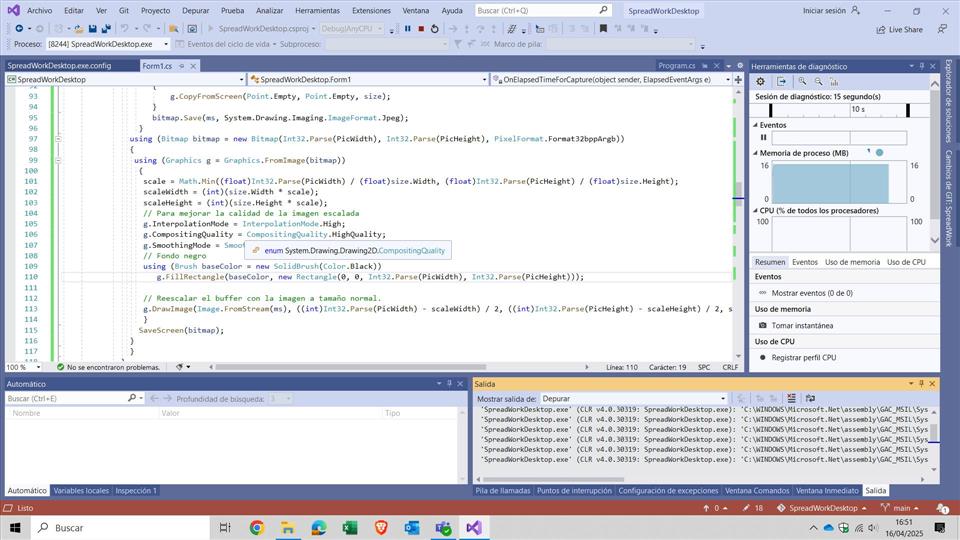 Archivo Editar Ver Git Proyecto Depurar Prueba Analizar Herramientas Extensiones Ventana Ayuda Buscar (Ctrl+Q) SpreadWorkDesktop Iniciar sesión
SpreadWorkDesktop.csproj Debug|AnyCPU Live Share
Proceso: [8244] SpreadWorkDesktop.exe Eventos del ciclo de vida Subproceso: Marco de pila:
SpreadWorkDesktop.exe.config Form1.cs Program.cs
SpreadWorkDesktop SpreadWorkDesktop.Form1 OnElapsedTimeForCapture(object sender, ElapsedEventArgs e)
92 {
93 g.CopyFromScreen(Point.Empty, Point.Empty, size);
94 }
95 bitmap.Save(ms, System.Drawing.Imaging.ImageFormat.Jpeg);
96 }
97 using (Bitmap bitmap = new Bitmap(Int32.Parse(PicWidth), Int32.Parse(PicHeight), PixelFormat.Format32bppArgb))
98 {
99 using (Graphics g = Graphics.FromImage(bitmap))
100 {
101 scale = Math.Min((float)Int32.Parse(PicWidth) / (float)size.Width, (float)Int32.Parse(PicHeight) / (float)size.Height);
102 scaleWidth = (int)(size.Width * scale);
103 scaleHeight = (int)(size.Height * scale);
104 // Para mejorar la calidad de la imagen escalada
105 g.InterpolationMode = InterpolationMode.High;
106 g.CompositingQuality = CompositingQuality.HighQuality;
107 g.SmoothingMode = Smoo
enum System.Drawing.Drawing2D.CompositingQuality
108 // Fondo negro
109 using (Brush baseColor = new SolidBrush(Color.Black))
110 g.FillRectangle(baseColor, new Rectangle(0, 0, Int32.Parse(PicWidth), Int32.Parse(PicHeight)));
111
112 // Reescalar el buffer con la imagen a tamaño normal.
113 g.DrawImage(Image.FromStream(ms), ((int)Int32.Parse(PicWidth) - scaleWidth) / 2, ((int)Int32.Parse(PicHeight) - scaleHeight) / 2, s
114 }
115 SaveScreen(bitmap);
116 }
117 }
118 }
100 % No se encontraron problemas. Línea: 110 Carácter: 19 SPC CRLF
Herramientas de diagnóstico
Sesión de diagnóstico: 15 segundo(s)
10 s
Eventos
Memoria de proceso (MB)
16 16
0 0
CPU (% de todos los procesadores)
100 100
Resumen Eventos Uso de memoria Uso de CPU
Eventos
Mostrar eventos (0 de 0)
Uso de memoria
Tomar instantánea
Uso de CPU
Registrar perfil CPU
Explorador de soluciones
Cambios de GIT: SpreadWork
Automático
Buscar (Ctrl+E) Profundidad de búsqueda: 3
Nombre Valor Tipo
Automático Variables locales Inspección 1
Salida
Mostrar salida de: Depurar
'SpreadWorkDesktop.exe' (CLR v4.0.30319: SpreadWorkDesktop.exe): 'C:\WINDOWS\Microsoft.Net\assembly\GAC_MSIL\Sys
'SpreadWorkDesktop.exe' (CLR v4.0.30319: SpreadWorkDesktop.exe): 'C:\WINDOWS\Microsoft.Net\assembly\GAC_MSIL\Sys
'SpreadWorkDesktop.exe' (CLR v4.0.30319: SpreadWorkDesktop.exe): 'C:\WINDOWS\Microsoft.Net\assembly\GAC_MSIL\Sys
'SpreadWorkDesktop.exe' (CLR v4.0.30319: SpreadWorkDesktop.exe): 'C:\WINDOWS\Microsoft.Net\assembly\GAC_MSIL\Sys
'SpreadWorkDesktop.exe' (CLR v4.0.30319: SpreadWorkDesktop.exe): 'C:\WINDOWS\Microsoft.Net\assembly\GAC_MSIL\Sys
'SpreadWorkDesktop.exe' (CLR v4.0.30319: SpreadWorkDesktop.exe): 'C:\WINDOWS\Microsoft.Net\assembly\GAC_MSIL\Sys
Pila de llamadas Puntos de interrupción Configuración de excepciones Ventana Comandos Ventana Inmediato Salida
Listo 0 18 SpreadWorkDesktop main 1
Buscar 16:51
16/04/2025